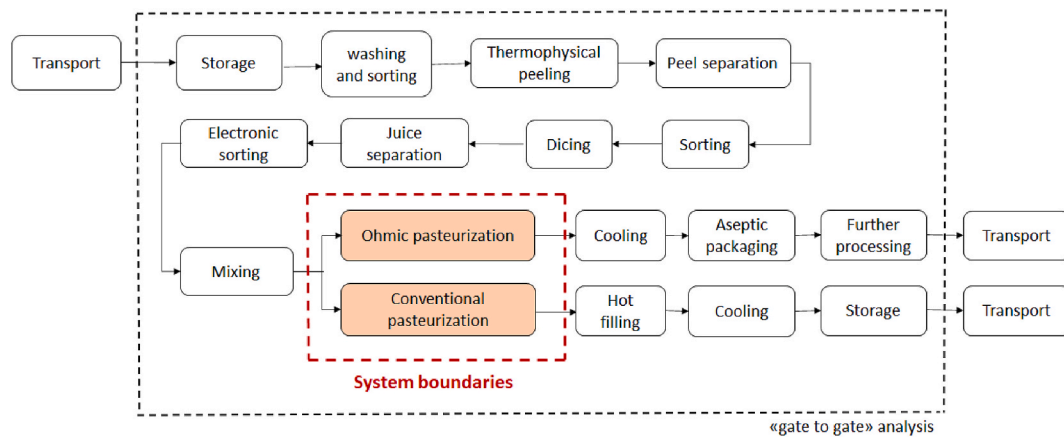 Transport
Storage
washing
and sorting
Thermophysical
peeling
Peel separation
Electronic
sorting
Juice
separation
Dicing
Sorting
Mixing
Ohmic pasteurization
Cooling
Aseptic
packaging
Further
processing
Transport
Conventional
pasteurization
Hot
filling
Cooling
Storage
Transport
System boundaries
«gate to gate» analysis